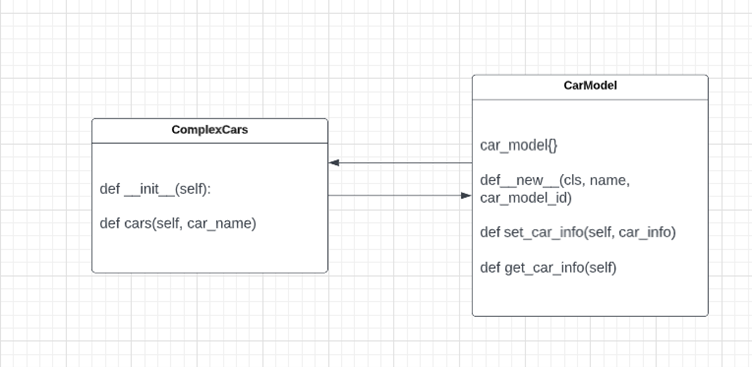 ComplexCars
def __init__(self):
def cars(self, car_name)
CarModel
car_model{}
def__new__(cls, name,
car_model_id)
def set_car_info(self, car_info)
def get_car_info(self)